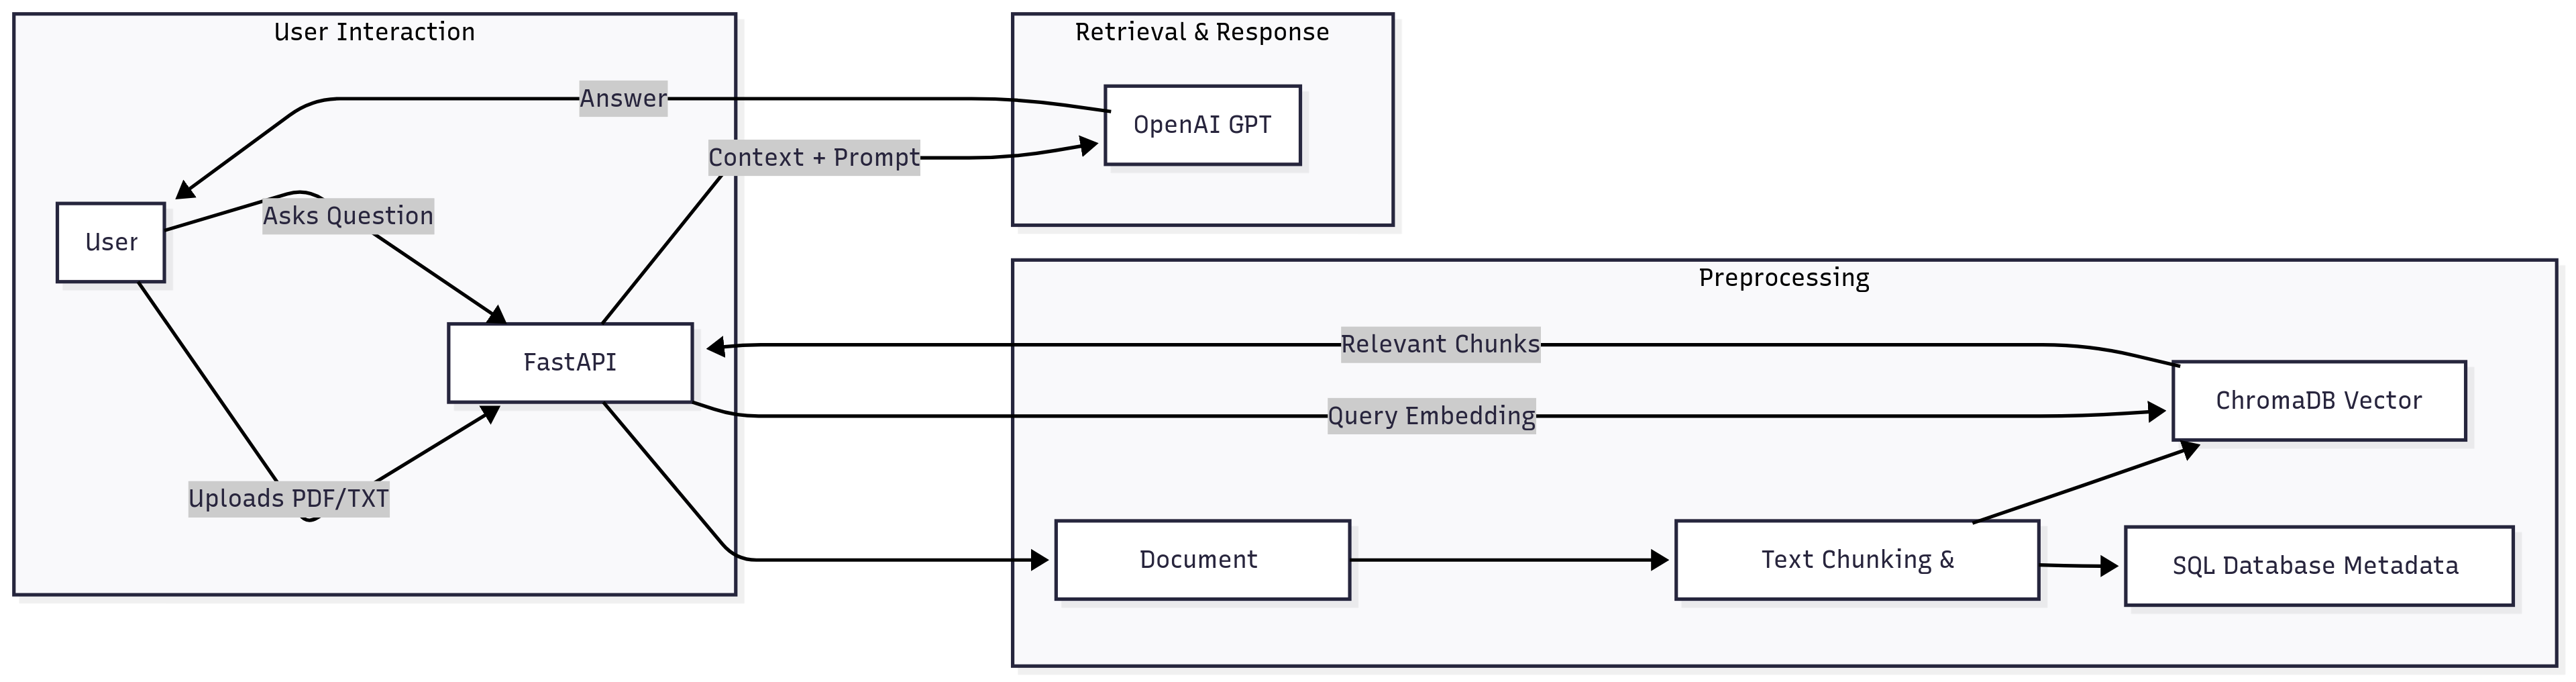 User Interaction
Retrieval & Response
Answer
OpenAI GPT
Context + Prompt
Asks Question
User
Preprocessing
Relevant Chunks
FastAPI
ChromaDB Vector
Query Embedding
Uploads PDF/TXT
Document
Text Chunking &
SQL Database Metadata